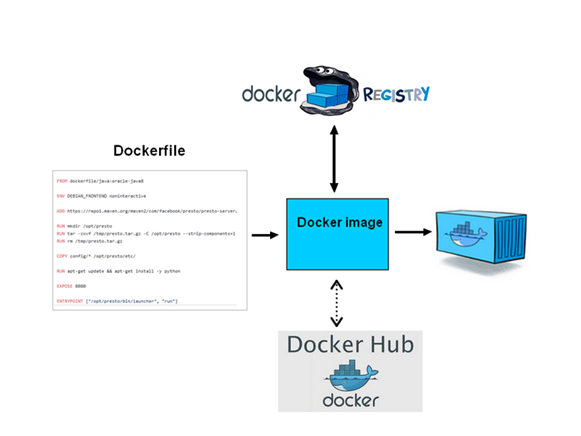 docker REGISTRY
Dockerfile
FROM dockerfile/java-oracle-java8
ENV DEBIAN_FRONTEND noninteractive
ADD https://repo1.maven.org/maven2/com/facebook/presto/presto-server.
RUN mkdir /opt/presto
RUN tar -zxvf /tmp/presto.tar.gz -C /opt/presto --strip-components=1
RUN rm /tmp/presto.tar.gz
COPY config/* /opt/presto/etc/
RUN apt-get update && apt-get install -y python
EXPOSE 8080
ENTRYPOINT ["/opt/presto/bin/launcher", "run"]
Docker image
Docker Hub
docker